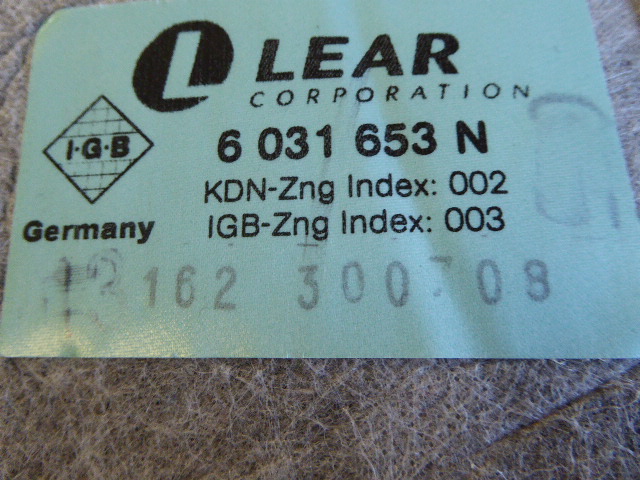 LEAR
CORPORATION
I·G·B
6 031 653 N
KDN-Zng Index: 002
Germany
IGB-Zng Index: 003
162 300708